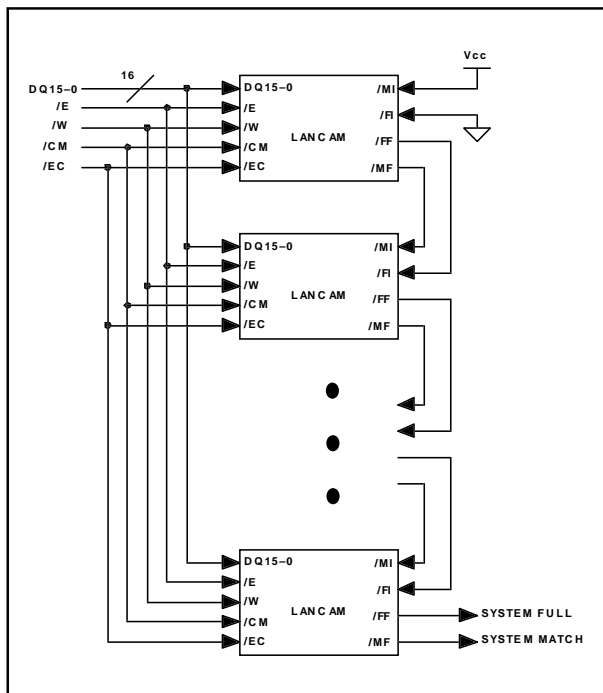 Vcc
16
DQ15–0
/E
/W
/CM
/EC
DQ15–0
/E
/W
/CM
/EC
LANCAM
/MI
/FI
/FF
/MF
DQ15–0
/E
/W
/CM
/EC
LANCAM
/MI
/FI
/FF
/MF
DQ15–0
/E
/W
/CM
/EC
LANCAM
/MI
/FI
/FF
/MF
SYSTEM FULL
SYSTEM MATCH